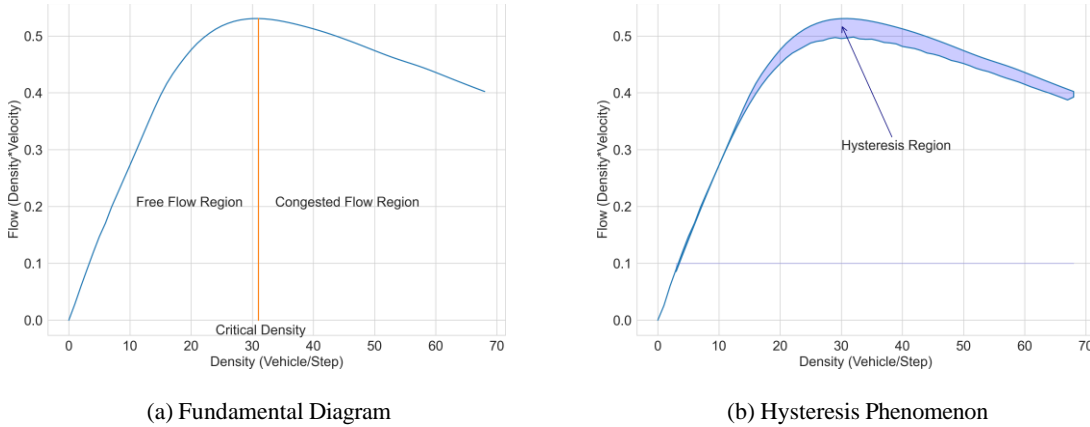 0.5
0.4
0.3
0.2
0.1
0.0
Flow (Density*Velocity)
Free Flow Region
Congested Flow Region
Critical Density
0 10 20 30 40 50 60 70
Density (Vehicle/Step)
(a) Fundamental Diagram
0.5
0.4
0.3
0.2
0.1
0.0
Flow (Density*Velocity)
Hysteresis Region
0 10 20 30 40 50 60 70
Density (Vehicle/Step)
(b) Hysteresis Phenomenon